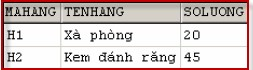 MAHANG TENHANG SOLUONG
H1 Xà phòng 20
H2 Kem đánh răng 45